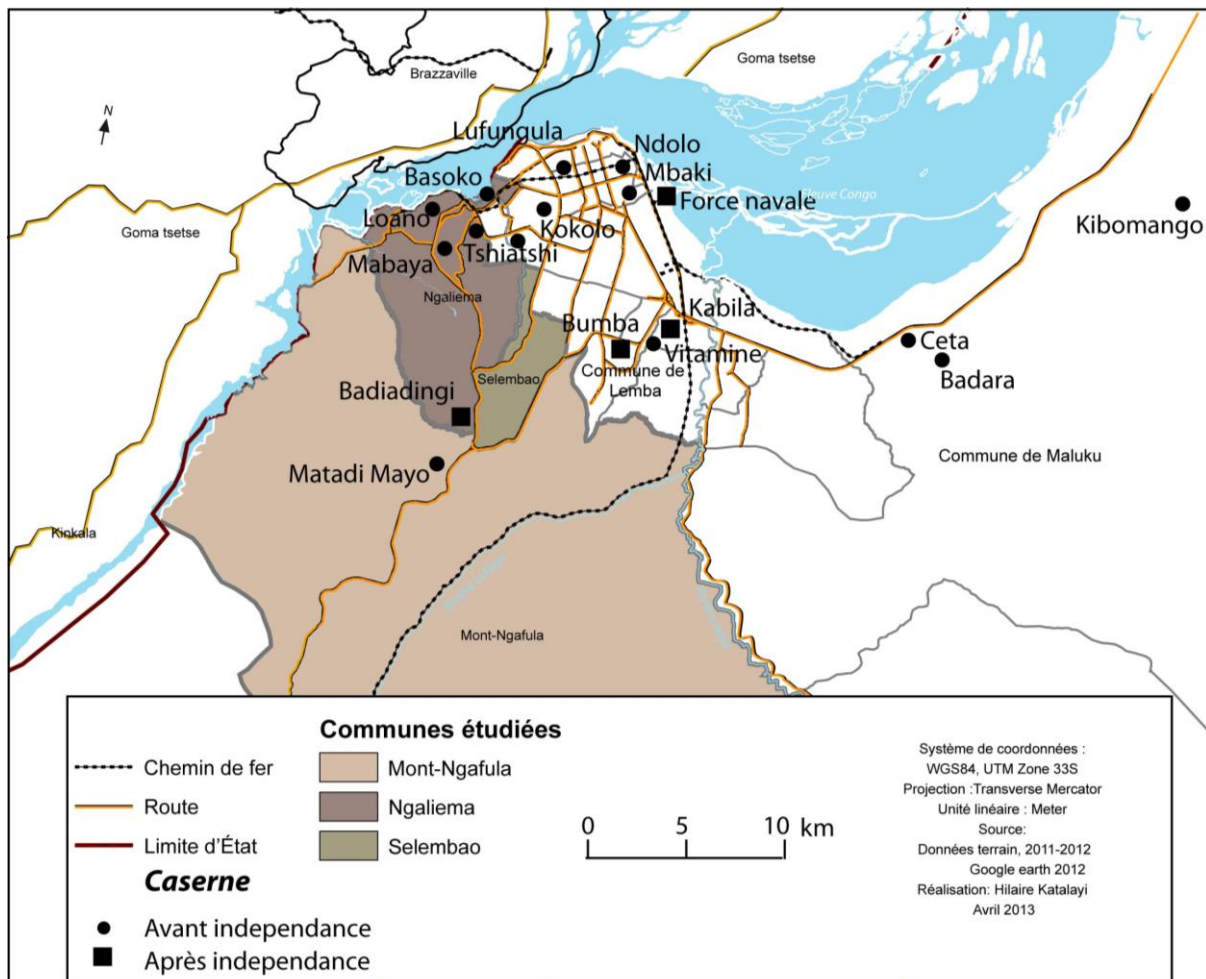 Brazzaville
Goma tsetse
N
Lufungula
Ndolo
Mbaki
Basoko
Force navale
Fleuve Congo
Kibomango
Loano
Kokolo
Goma tsetse
Mabaya
Tshiatshi
Ngaliema
Kabila
Bumba
Vitamine
Ceta
Badara
Commune de
Lemba
Selembao
Badiadingi
Matadi Mayo
Commune de Maluku
Kinkala
Mont-Ngafula
Communes étudiées
Chemin de fer
Route
Limite d'État
Mont-Ngafula
Ngaliema
Selembao
0 5 10 km
Caserne
Avant independance
Après independance
Système de coordonnées :
WGS84, UTM Zone 33S
Projection :Transverse Mercator
Unité linéaire : Meter
Source:
Données terrain, 2011-2012
Google earth 2012
Réalisation: Hilaire Katalayi
Avril 2013